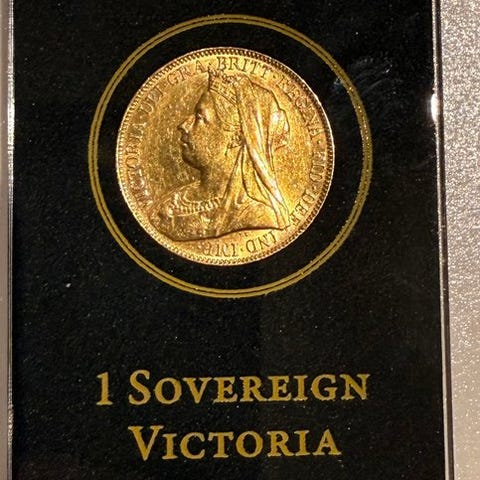 VICTORIA·DEI·GRA·BRITT·REGINA·FID·DEF·IND·IMP·
1 SOVEREIGN
VICTORIA